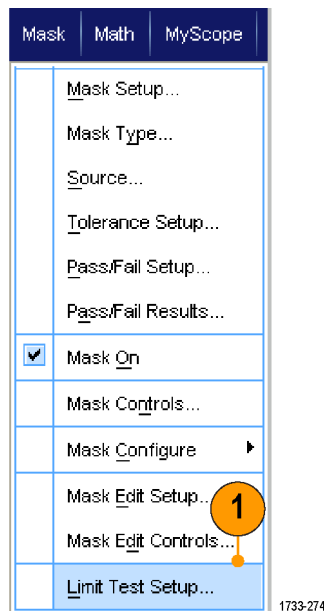 Mask Math MyScope
Mask Setup...
Mask Type...
Source...
Tolerance Setup...
Pass/Fail Setup...
Pass/Fail Results...
Mask On
Mask Controls...
Mask Configure
Mask Edit Setup...
1
Mask Edit Controls...
Limit Test Setup...
1733-274